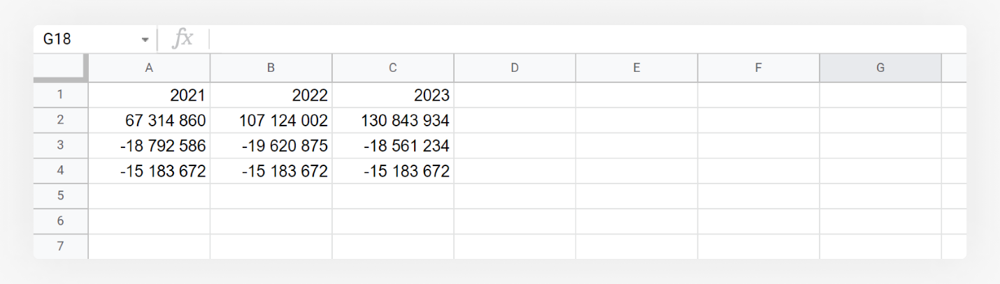 G18 fx
A B C D E F G
1 2021 2022 2023
2 67 314 860 107 124 002 130 843 934
3 -18 792 586 -19 620 875 -18 561 234
4 -15 183 672 -15 183 672 -15 183 672
5
6
7